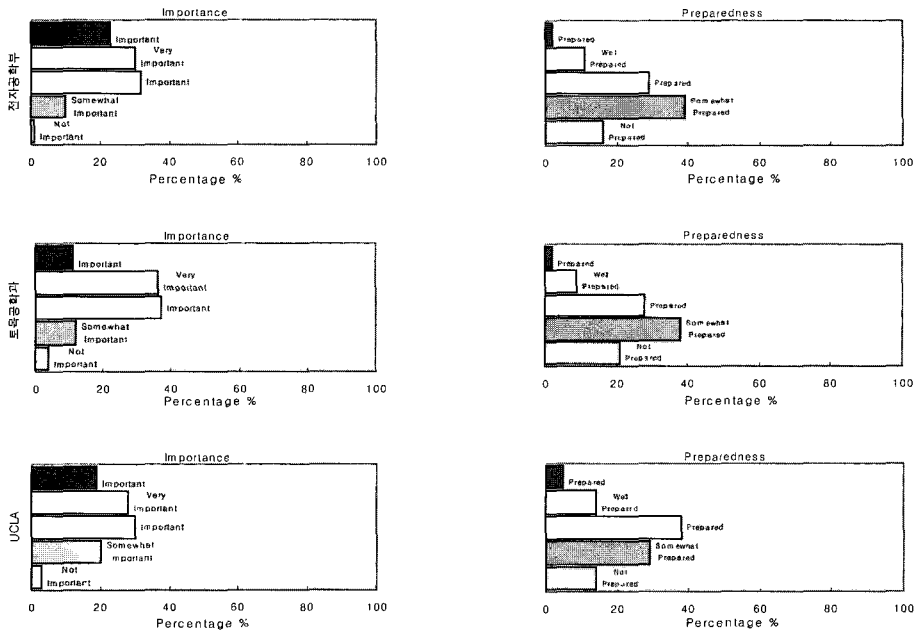 Importance
Important
Very
Important
Important
Somewhat
Important
Not
Important
0 20 40 60 80 100
Percentage %
전자공학부
Preparedness
Prepared
Well
Prepared
Prepared
Somewhat
Prepared
Not
Prepared
0 20 40 60 80 100
Percentage %
Importance
Important
Very
Important
Important
Somewhat
Important
Not
Important
0 20 40 60 80 100
Percentage %
토목공학과
Preparedness
Prepared
Well
Prepared
Prepared
Somewhat
Prepared
Not
Prepared
0 20 40 60 80 100
Percentage %
Importance
Important
Very
Important
Important
Somewhat
mportant
Not
Important
0 20 40 60 80 100
Percentage %
UCLA
Preparedness
Prepared
Well
Prepared
Prepared
Somewhat
Prepared
Not
Prepared
0 20 40 60 80 100
Percentage %